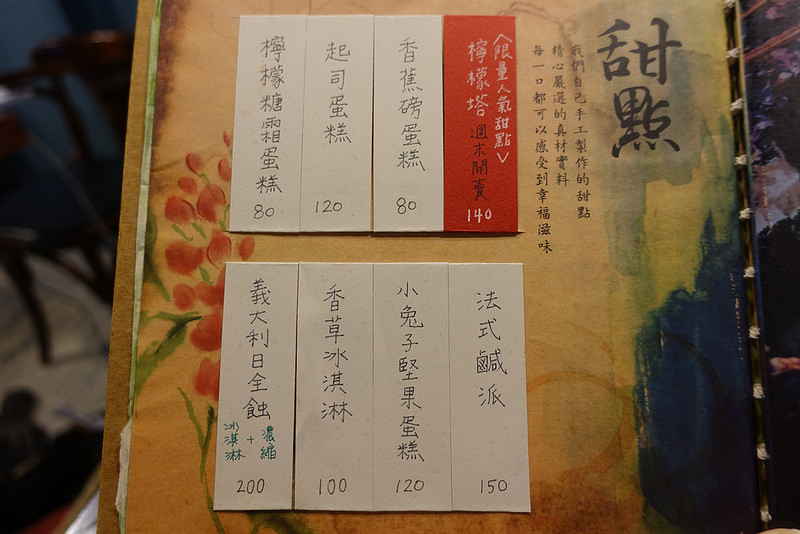 甜點
我們自己手工製作的甜點
精心嚴選的真材實料
每一口都可以感受到幸福滋味
<限量人氣甜點>
檸檬塔 週末開賣
140
香蕉磅蛋糕
80
起司蛋糕
120
檸檬糖霜蛋糕
80
法式鹹派
150
小兔子堅果蛋糕
120
香草冰淇淋
100
義大利日全蝕
濃縮
+
冰淇淋
200